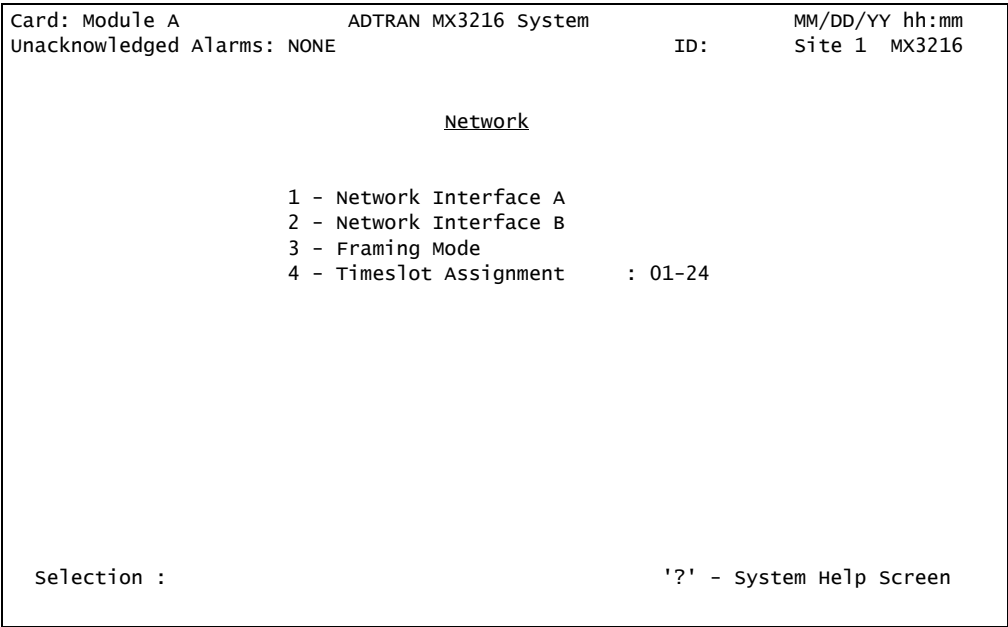 Card: Module A ADTRAN MX3216 System MM/DD/YY hh:mm
Unacknowledged Alarms: NONE ID: Site 1 MX3216
Network
1 - Network Interface A
2 - Network Interface B
3 - Framing Mode
4 - Timeslot Assignment : 01-24
Selection : '?' - System Help Screen